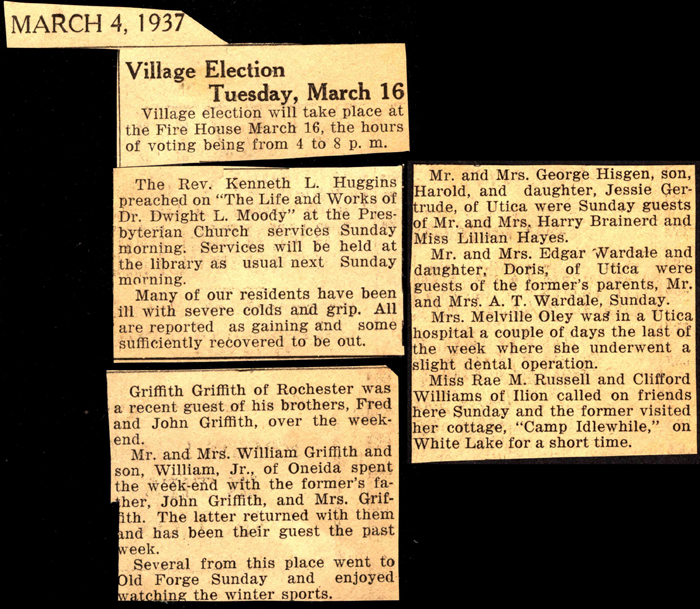 MARCH 4, 1937
Village Election
Tuesday, March 16
Village election will take place at
the Fire House March 16, the hours
of voting being from 4 to 8 p. m.
The Rev. Kenneth L. Huggins
preached on "The Life and Works of
Dr. Dwight L. Moody" at the Pres-
byterian Church services Sunday
morning. Services will be held at
the library as usual next Sunday
morning.
Many of our residents have been
ill with severe colds and grip. All
are reported as gaining and some
sufficiently recovered to be out.
Griffith Griffith of Rochester was
a recent guest of his brothers, Fred
and John Griffith, over the week-
end.
Mr. and Mrs. William Griffith and
son, William, Jr., of Oneida spent
the week-end with the former's fa-
ther, John Griffith, and Mrs. Grif-
fith. The latter returned with them
and has been their guest the past
week.
Several from this place went to
Old Forge Sunday and enjoyed
watching the winter sports.
Mr. and Mrs. George Hisgen, son,
Harold, and daughter, Jessie Ger-
trude, of Utica were Sunday guests
of Mr. and Mrs. Harry Brainerd and
Miss Lillian Hayes.
Mr. and Mrs. Edgar Wardale and
daughter, Doris, of Utica were
guests of the former's parents, Mr.
and Mrs. A. T. Wardale, Sunday.
Mrs. Melville Oley was in a Utica
hospital a couple of days the last of
the week where she underwent a
slight dental operation.
Miss Rae M. Russell and Clifford
Williams of Ilion called on friends
here Sunday and the former visited
her cottage, "Camp Idlewhile," on
White Lake for a short time.